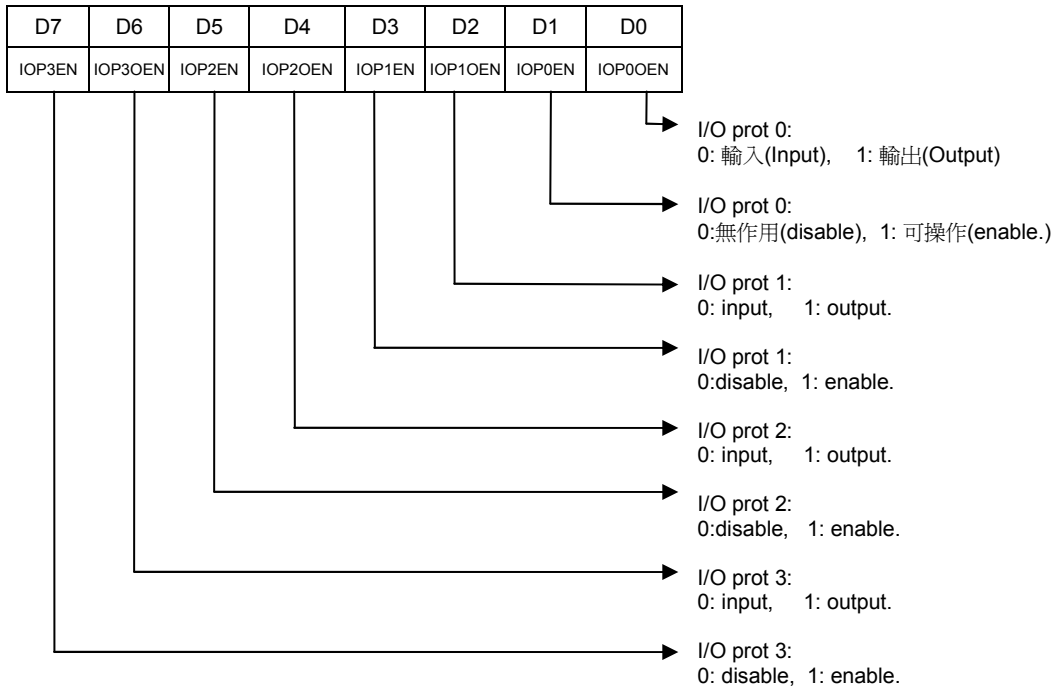 D7 D6 D5 D4 D3 D2 D1 D0
IOP3EN IOP3OEN IOP2EN IOP2OEN IOP1EN IOP1OEN IOP0EN IOP0OEN
I/O prot 0:
0: 輸入(Input), 1: 輸出(Output)
I/O prot 0:
0:無作用(disable), 1: 可操作(enable.)
I/O prot 1:
0: input, 1: output.
I/O prot 1:
0:disable, 1: enable.
I/O prot 2:
0: input, 1: output.
I/O prot 2:
0:disable, 1: enable.
I/O prot 3:
0: input, 1: output.
I/O prot 3:
0: disable, 1: enable.